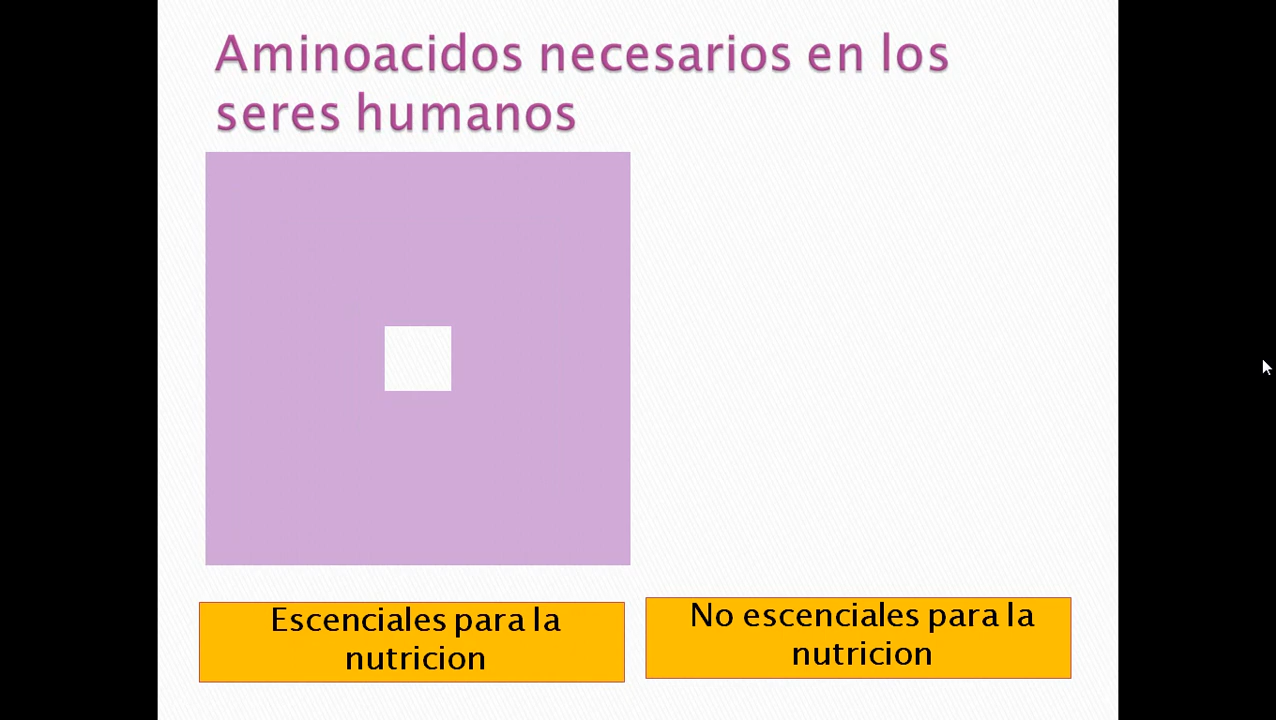 Aminoacidos necesarios en los
seres humanos
Escenciales para la
nutricion
No escenciales para la
nutricion